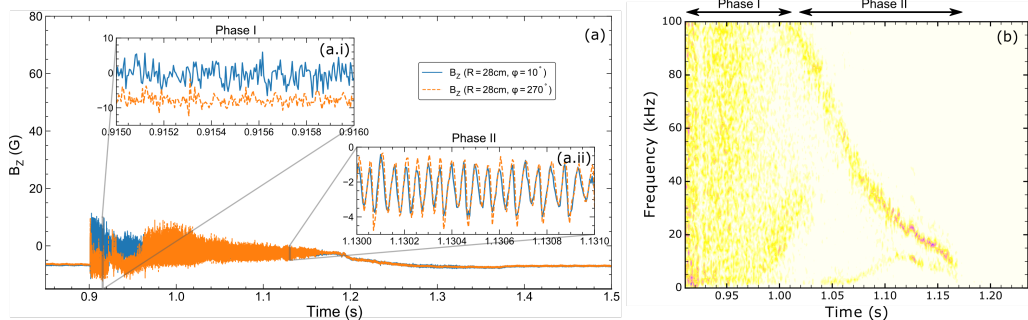 Phase I
(a.i)
10
0
−10
0.9150 0.9152 0.9154 0.9156 0.9158 0.9160
(a)
B_Z (R=28cm, φ=10°)
B_Z (R=28cm, φ=270°)
Phase II
(a.ii)
0
−2
−4
1.1300 1.1302 1.1304 1.1306 1.1308 1.1310
80
60
40
20
0
B_Z (G)
0.9 1.0 1.1 1.2 1.3 1.4 1.5
Time (s)
Phase I Phase II
(b)
100
80
60
40
20
0
Frequency (kHz)
0.95 1.00 1.05 1.10 1.15 1.20
Time (s)